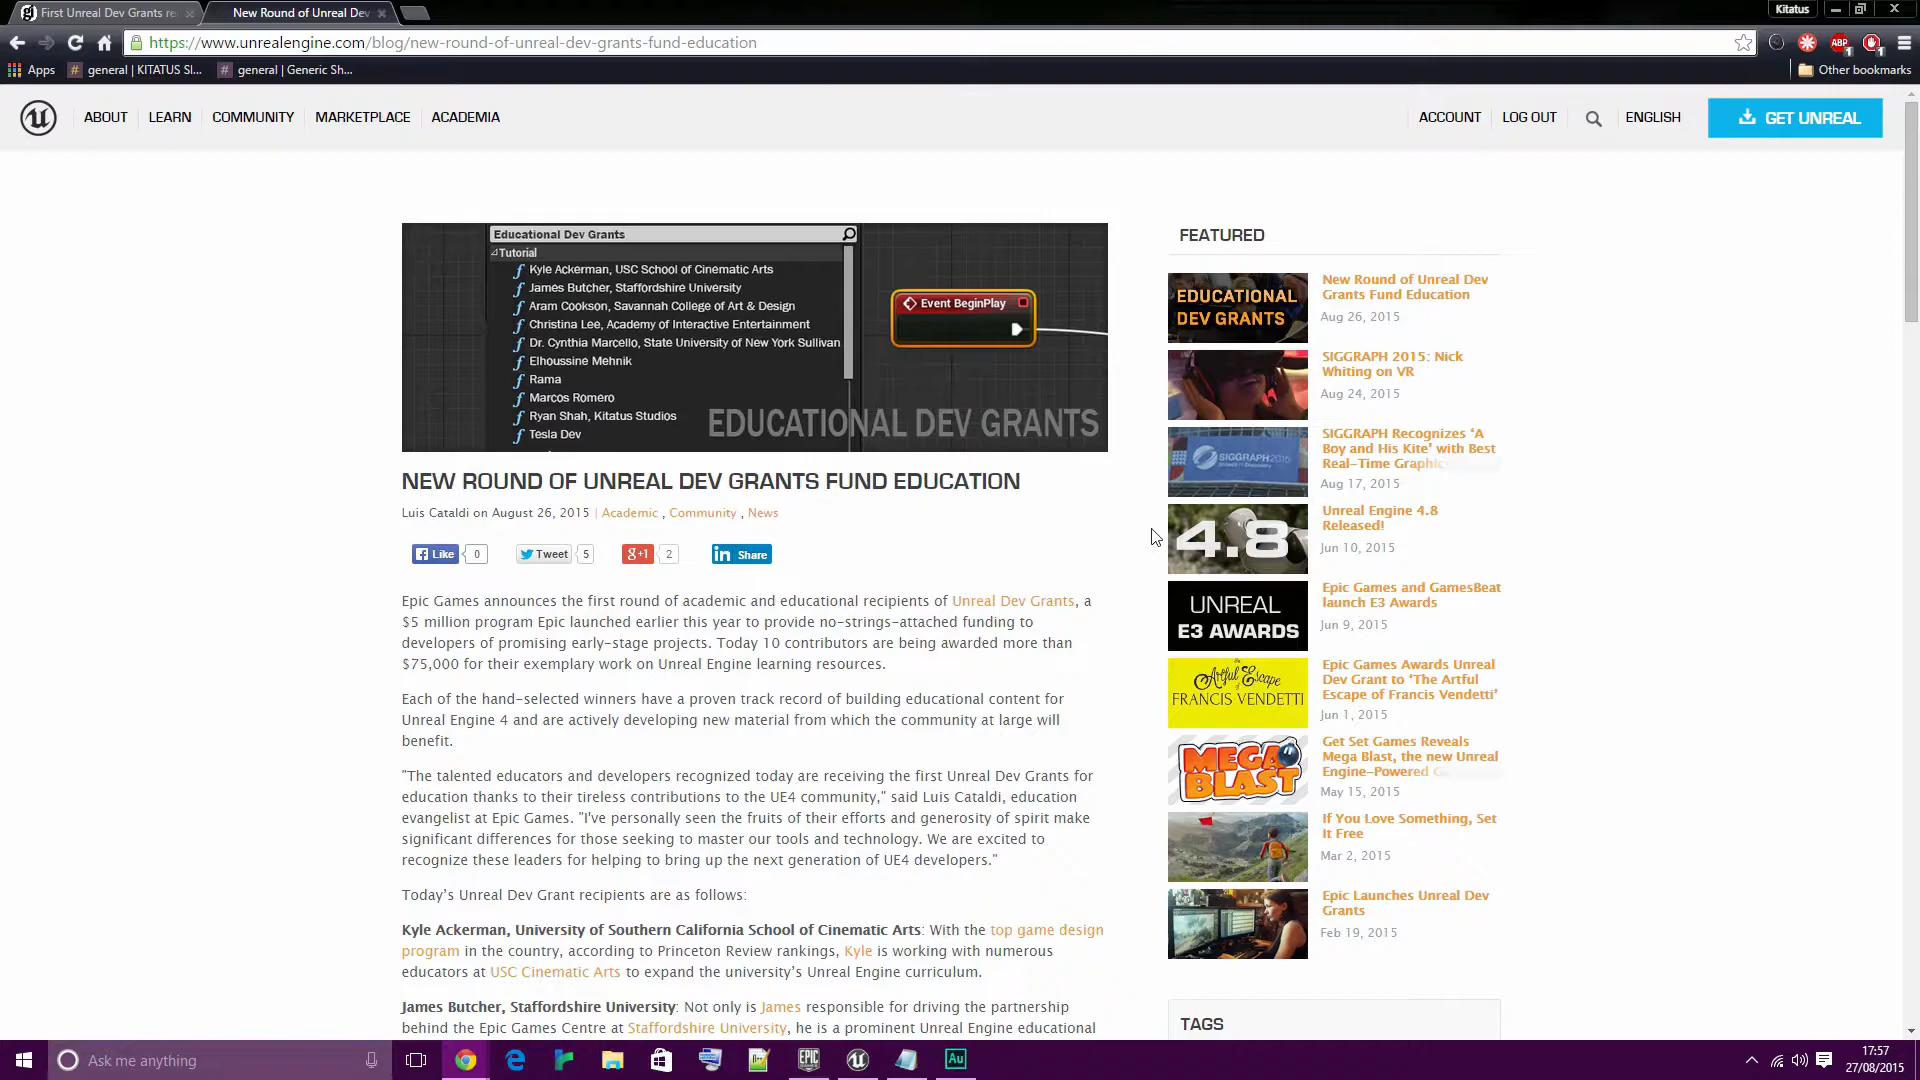 First Unreal Dev Grants re
New Round of Unreal Dev
Kitatus
https://www.unrealengine.com/blog/new-round-of-unreal-dev-grants-fund-education
ABP
1
1
Apps
general | KITATUS Sl...
general | Generic Sh...
Other bookmarks
ABOUT
LEARN
COMMUNITY
MARKETPLACE
ACADEMIA
ACCOUNT
LOG OUT
ENGLISH
GET UNREAL
Educational Dev Grants
Tutorial
Kyle Ackerman, USC School of Cinematic Arts
James Butcher, Staffordshire University
Aram Cookson, Savannah College of Art & Design
Christina Lee, Academy of Interactive Entertainment
Dr. Cynthia Marcello, State University of New York Sullivan
Elhoussine Mehnik
Rama
Marcos Romero
Ryan Shah, Kitatus Studios
Tesla Dev
Event BeginPlay
EDUCATIONAL DEV GRANTS
NEW ROUND OF UNREAL DEV GRANTS FUND EDUCATION
Luis Cataldi on August 26, 2015 | Academic , Community , News
Like 0
Tweet 5
g+1 2
in Share
Epic Games announces the first round of academic and educational recipients of Unreal Dev Grants, a
$5 million program Epic launched earlier this year to provide no-strings-attached funding to
developers of promising early-stage projects. Today 10 contributors are being awarded more than
$75,000 for their exemplary work on Unreal Engine learning resources.
Each of the hand-selected winners have a proven track record of building educational content for
Unreal Engine 4 and are actively developing new material from which the community at large will
benefit.
"The talented educators and developers recognized today are receiving the first Unreal Dev Grants for
education thanks to their tireless contributions to the UE4 community," said Luis Cataldi, education
evangelist at Epic Games. "I've personally seen the fruits of their efforts and generosity of spirit make
significant differences for those seeking to master our tools and technology. We are excited to
recognize these leaders for helping to bring up the next generation of UE4 developers."
Today's Unreal Dev Grant recipients are as follows:
Kyle Ackerman, University of Southern California School of Cinematic Arts: With the top game design
program in the country, according to Princeton Review rankings, Kyle is working with numerous
educators at USC Cinematic Arts to expand the university's Unreal Engine curriculum.
James Butcher, Staffordshire University: Not only is James responsible for driving the partnership
behind the Epic Games Centre at Staffordshire University, he is a prominent Unreal Engine educational
FEATURED
EDUCATIONAL
DEV GRANTS
New Round of Unreal Dev
Grants Fund Education
Aug 26, 2015
SIGGRAPH 2015: Nick
Whiting on VR
Aug 24, 2015
SIGGRAPH2015
SIGGRAPH Recognizes 'A
Boy and His Kite' with Best
Real-Time Graphic
Aug 17, 2015
4.8
Unreal Engine 4.8
Released!
Jun 10, 2015
UNREAL
E3 AWARDS
Epic Games and GamesBeat
launch E3 Awards
Jun 9, 2015
the
Artful
Escape of
FRANCIS VENDETTI
Epic Games Awards Unreal
Dev Grant to 'The Artful
Escape of Francis Vendetti'
Jun 1, 2015
MEGA
BLAST
Get Set Games Reveals
Mega Blast, the new Unreal
Engine-Powered
May 15, 2015
If You Love Something, Set
It Free
Mar 2, 2015
Epic Launches Unreal Dev
Grants
Feb 19, 2015
TAGS
Ask me anything
EPIC
Au
17:57
27/08/2015